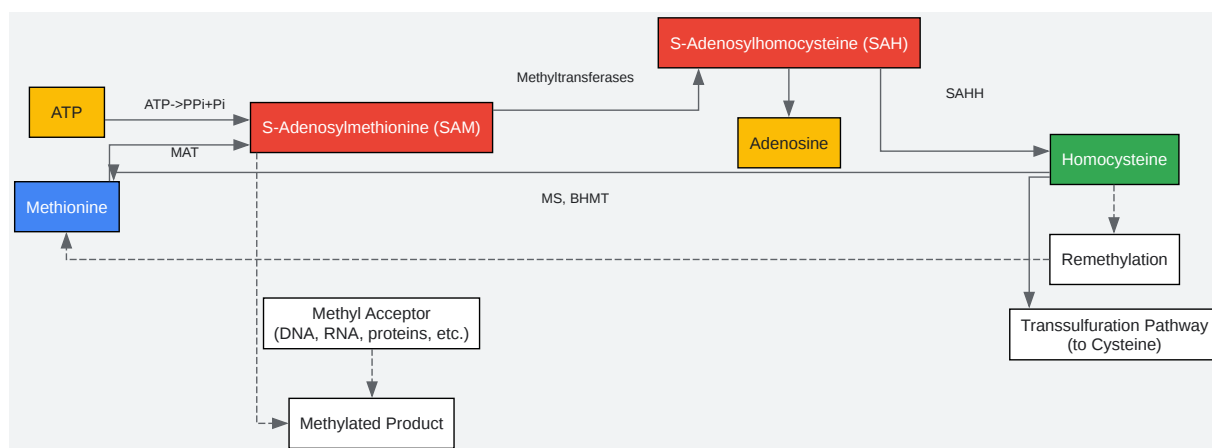 S-Adenosylhomocysteine (SAH)
Methyltransferases
SAHH
ATP
ATP->PPi+Pi
S-Adenosylmethionine (SAM)
Adenosine
MAT
Homocysteine
Methionine
MS, BHMT
Remethylation
Methyl Acceptor
(DNA, RNA, proteins, etc.)
Transsulfuration Pathway
(to Cysteine)
Methylated Product